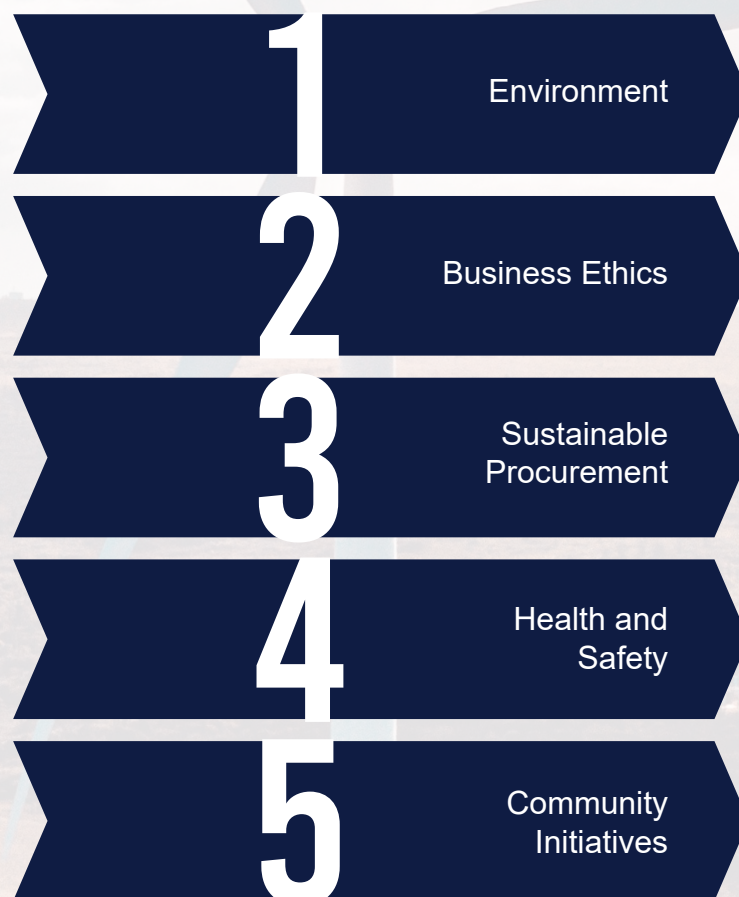 1
Environment
2
Business Ethics
3
Sustainable
Procurement
4
Health and
Safety
5
Community
Initiatives